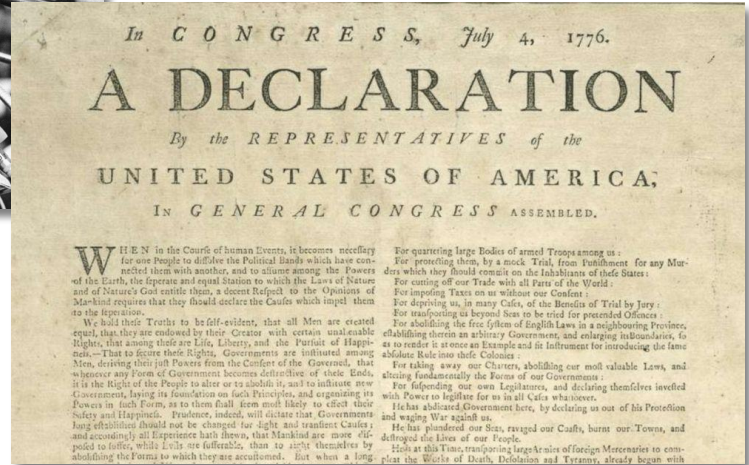 In CONGRESS, July 4, 1776.
A DECLARATION
By the REPRESENTATIVES of the
UNITED STATES OF AMERICA,
In GENERAL CONGRESS ASSEMBLED.
WHEN in the Courſe of human Events, it becomes neceſſary
for one People to diſſolve the Political Bands which have con-
nected them with another, and to aſſume among the Powers
of the Earth, the ſeperate and equal Station to which the Laws of Nature
and of Nature's God entitle them, a decent Reſpect to the Opinions of
Mankind requires that they ſhould declare the Cauſes which impel them
to the ſeperation.
We hold theſe Truths to be ſelf-evident, that all Men are created
equal, that they are endowed by their Creator with certain unalienable
Rights, that among theſe are Life, Liberty, and the Purſuit of Happi-
neſs.—That to ſecure theſe Rights, Governments are inſtituted among
Men, deriving their juſt Powers from the Conſent of the Governed, that
whenever any Form of Government becomes deſtructive of theſe Ends,
it is the Right of the People to alter or to aboliſh it, and to inſtitute new
Government, laying its foundation on ſuch Principles, and organizing its
Powers in ſuch Form, as to them ſhall ſeem moſt likely to effect their
Safety and Happineſs. Prudence, indeed, will dictate that Governments
long eſtabliſhed ſhould not be changed for light and tranſient Cauſes;
and accordingly all Experience hath ſhewn, that Mankind are more diſ-
poſed to ſuffer, while Evils are ſufferable, than to right themſelves by
aboliſhing the Forms to which they are accuſtomed. But when a long
For quartering large Bodies of armed Troops among us:
For protecting them, by a mock Trial, from Puniſhment for any Mur-
ders which they ſhould commit on the Inhabitants of theſe States:
For cutting off our Trade with all Parts of the World:
For impoſing Taxes on us without our Conſent:
For depriving us, in many Caſes, of the Benefits of Trial by Jury:
For tranſporting us beyond Seas to be tried for pretended Offences:
For aboliſhing the free ſyſtem of Engliſh Laws in a neighbouring Province,
eſtabliſhing therein an arbitrary Government, and enlarging its Boundaries, ſo
as to render it at once an Example and fit Inſtrument for introducing the ſame
abſolute Rule into theſe Colonies:
For taking away our Charters, aboliſhing our moſt valuable Laws, and
altering fundamentally the Forms of our Governments:
For ſuſpending our own Legiſlatures, and declaring themſelves inveſted
with Power to legiſlate for us in all Caſes whatſoever.
He has abdicated Government here, by declaring us out of his Protection
and waging War againſt us.
He has plundered our Seas, ravaged our Coaſts, burnt our Towns, and
deſtroyed the Lives of our People.
He is at this Time, tranſporting large Armies of foreign Mercenaries to com-
pleat the Works of Death, Deſolation and Tyranny, already begun with